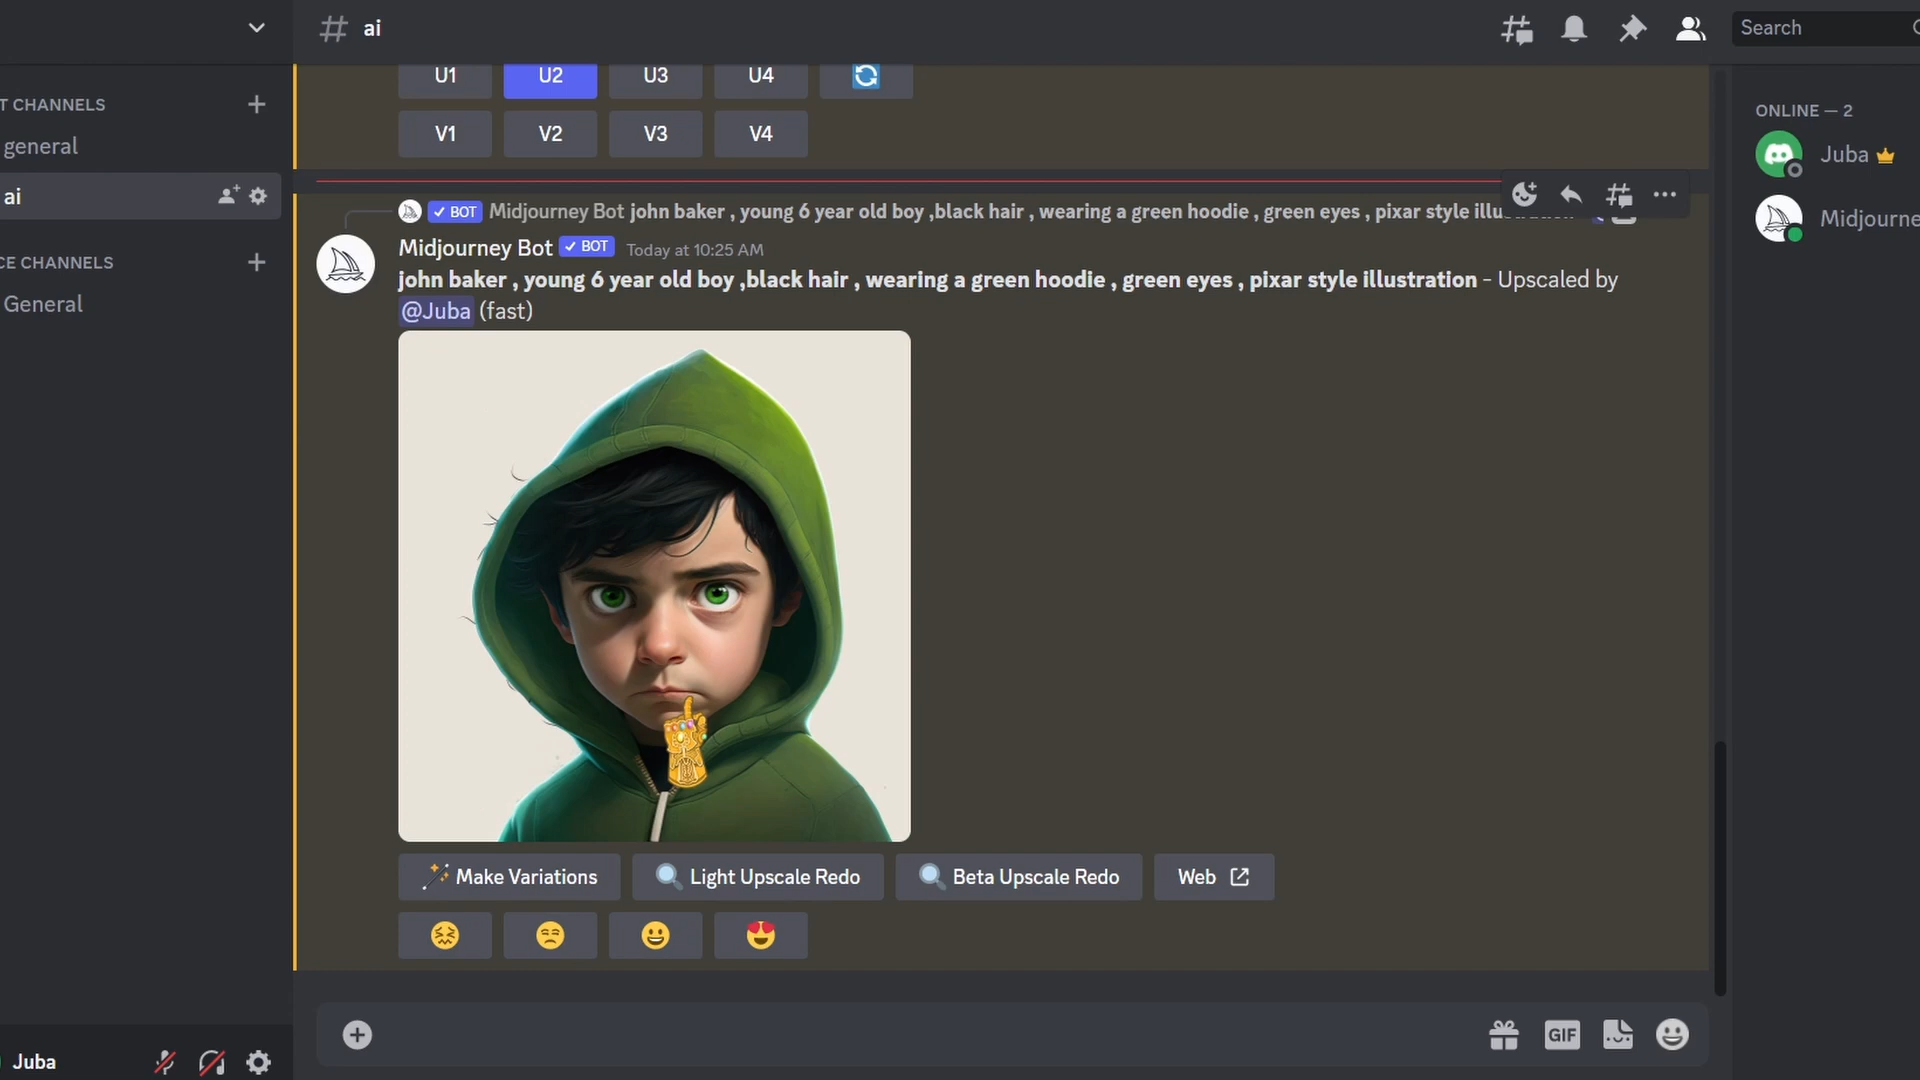 ai
Search
T CHANNELS
general
ai
CE CHANNELS
General
U1 U2 U3 U4
V1 V2 V3 V4
✓ BOT Midjourney Bot john baker , young 6 year old boy ,black hair , wearing a green hoodie , green eyes , pixar style illustration
Midjourney Bot ✓ BOT Today at 10:25 AM
john baker , young 6 year old boy ,black hair , wearing a green hoodie , green eyes , pixar style illustration - Upscaled by
@Juba (fast)
Make Variations Light Upscale Redo Beta Upscale Redo Web
GIF
ONLINE — 2
Juba
Midjourne
Juba